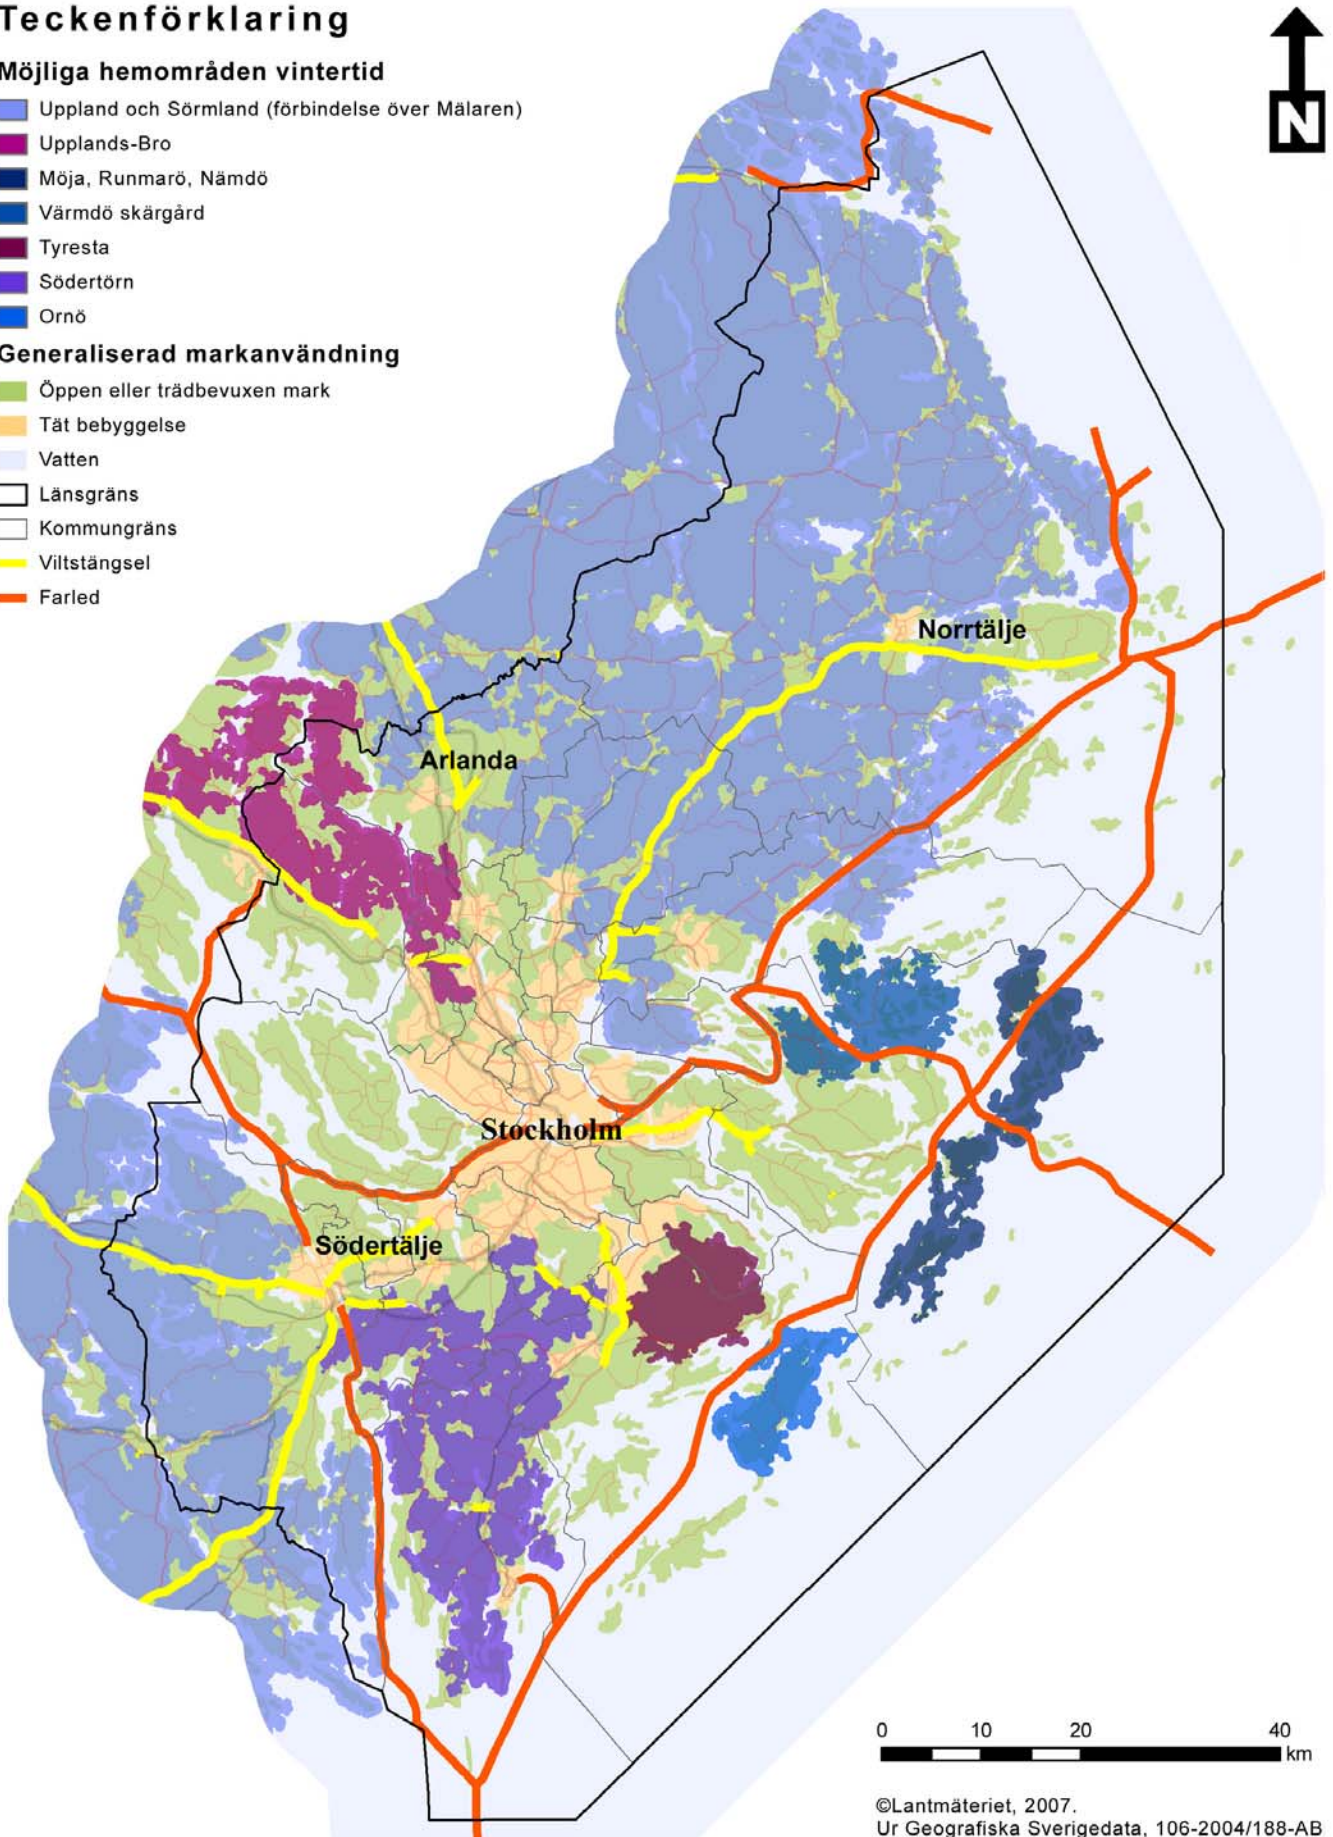 Teckenförklaring
Möjliga hemområden vintertid
Uppland och Sörmland (förbindelse över Mälaren)
Upplands-Bro
Möja, Runmarö, Nämdö
Värmdö skärgård
Tyresta
Södertörn
Ornö
Generaliserad markanvändning
Öppen eller trädbevuxen mark
Tät bebyggelse
Vatten
Länsgräns
Kommungräns
Viltstängsel
Farled
N
Norrtälje
Arlanda
Stockholm
Södertälje
0 10 20 40
km
©Lantmäteriet, 2007.
Ur Geografiska Sverigedata, 106-2004/188-AB